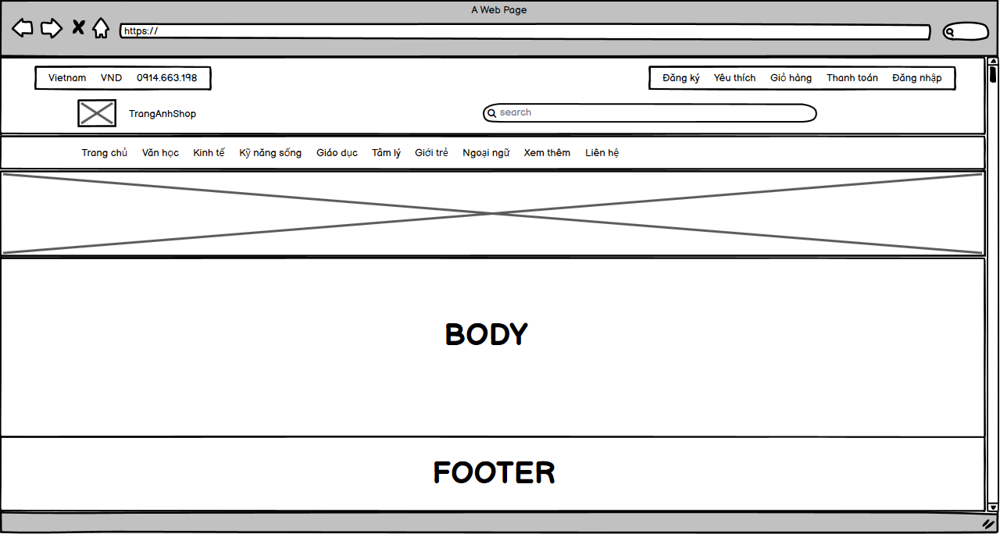 A Web Page
https://
Vietnam VND 0914.663.198 Đăng ký Yêu thích Giỏ hàng Thanh toán Đăng nhập
TrangAnhShop search
Trang chủ Văn học Kinh tế Kỹ năng sống Giáo dục Tâm lý Giới trẻ Ngoại ngữ Xem thêm Liên hệ
BODY
FOOTER